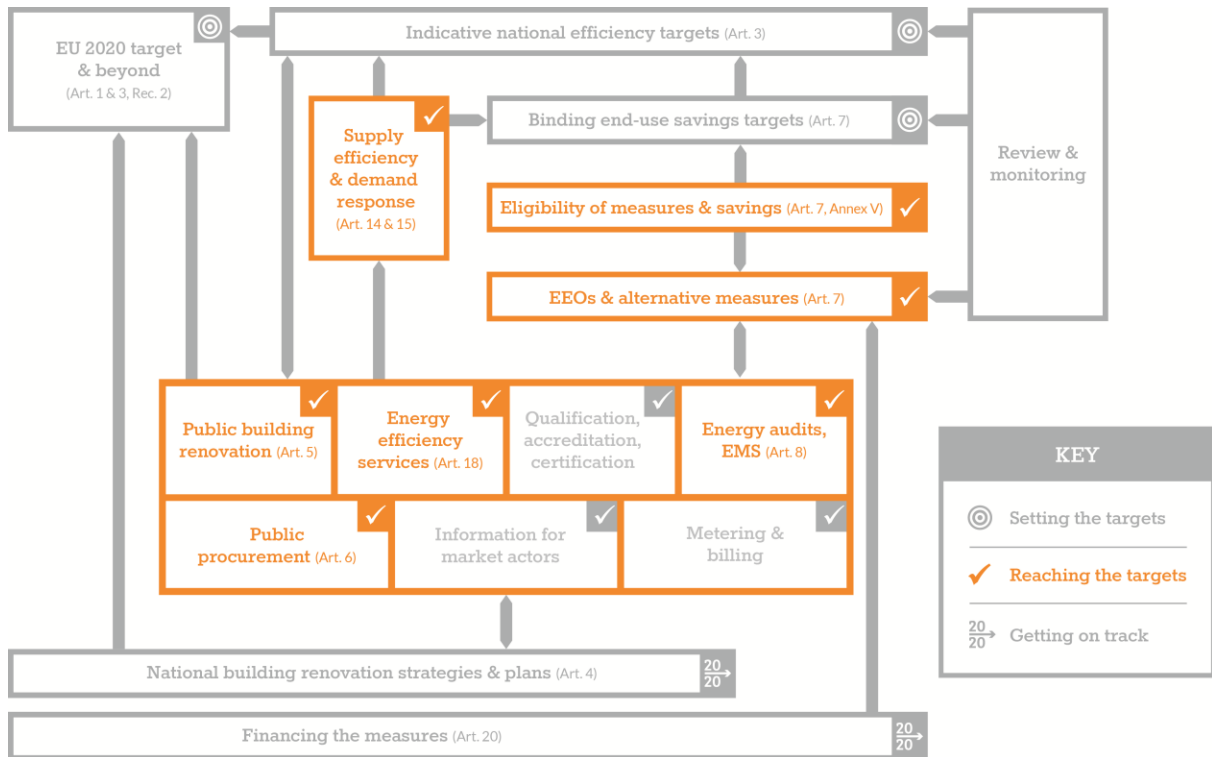 EU 2020 target
& beyond
(Art. 1 & 3, Rec. 2)
Indicative national efficiency targets (Art. 3)
Supply
efficiency
& demand
response
(Art. 14 & 15)
Binding end-use savings targets (Art. 7)
Review &
monitoring
Eligibility of measures & savings (Art. 7, Annex V)
EEOs & alternative measures (Art. 7)
Public building
renovation (Art. 5)
Energy
efficiency
services (Art. 18)
Qualification,
accreditation,
certification
Energy audits,
EMS (Art. 8)
Public
procurement (Art. 6)
Information for
market actors
Metering &
billing
National building renovation strategies & plans (Art. 4)
20
20
Financing the measures (Art. 20)
20
20
KEY
Setting the targets
Reaching the targets
20
20
Getting on track